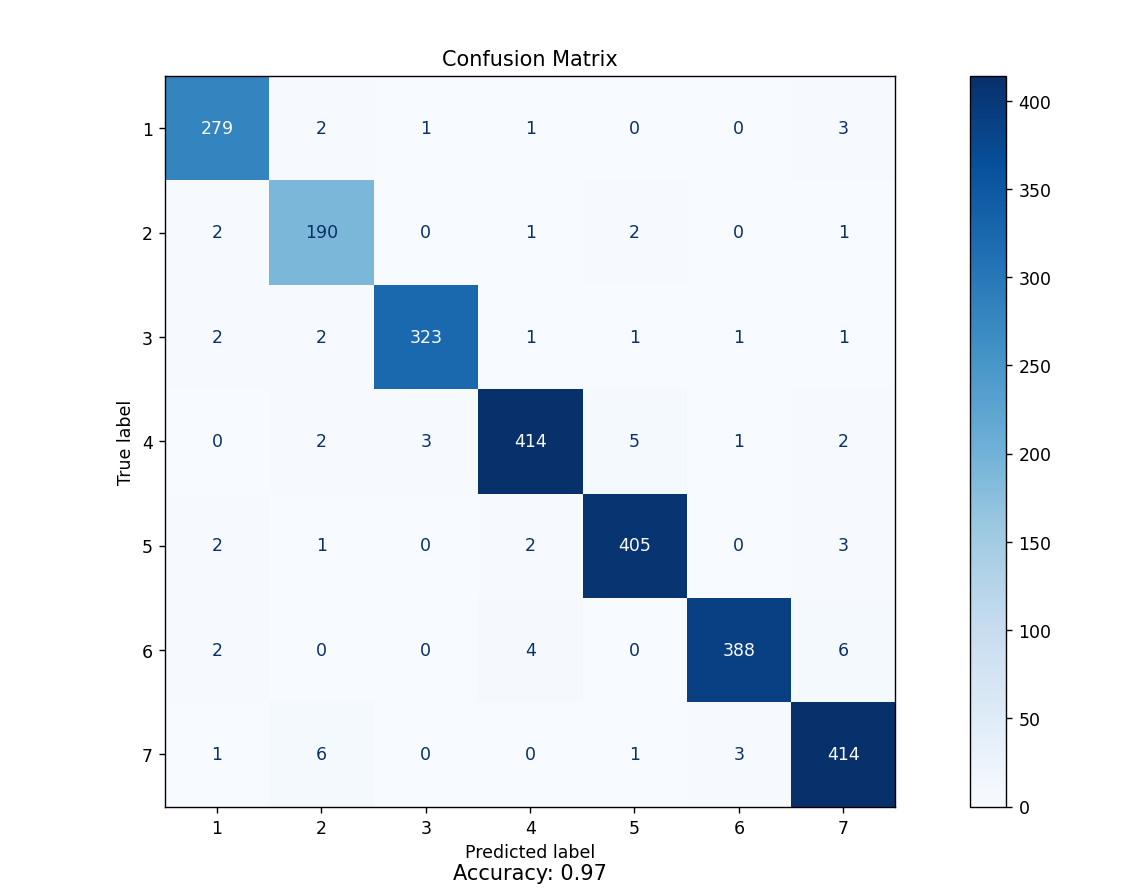 Confusion Matrix
1 279 2 1 1 0 0 3
2 2 190 0 1 2 0 1
3 2 2 323 1 1 1 1
4 0 2 3 414 5 1 2
5 2 1 0 2 405 0 3
6 2 0 0 4 0 388 6
7 1 6 0 0 1 3 414
True label
1 2 3 4 5 6 7
Predicted label
Accuracy: 0.97
400
350
300
250
200
150
100
50
0